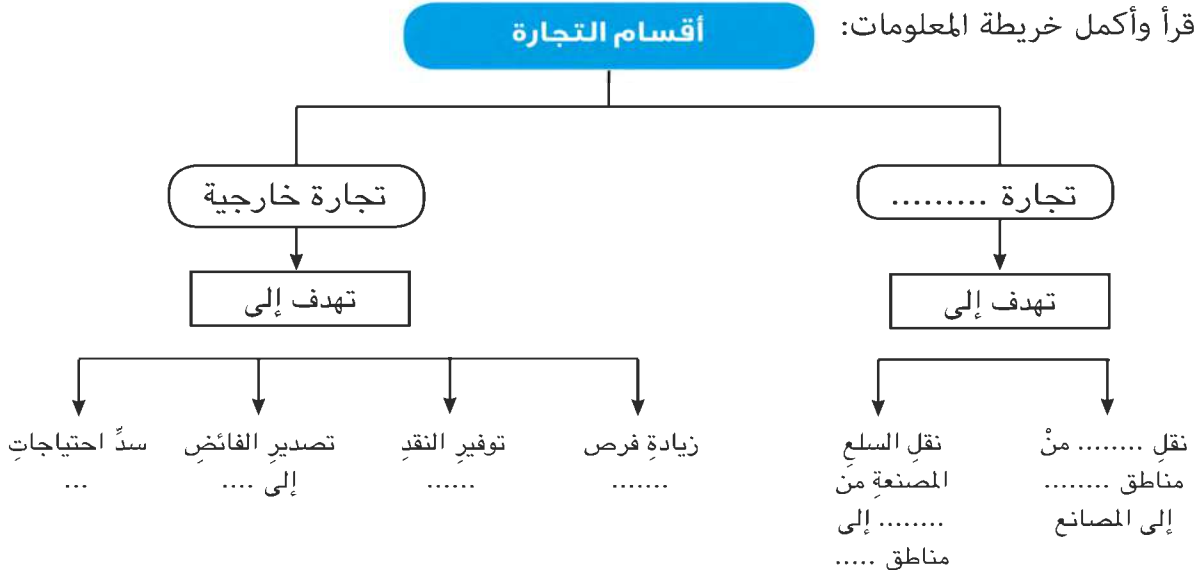 قرأ وأكمل خريطة المعلومات:
أقسام التجارة
تجارة .........
تجارة خارجية
تهدف إلى
تهدف إلى
نقلِ ........ منْ
مناطق ........
إلى المصانع
نقلِ السلعِ
المصنعةِ من
........ إلى
مناطق .....
زيادةِ فرص
.......
توفيرِ النقدِ
......
تصديرِ الفائضِ
إلى ....
سدِّ احتياجاتِ
...